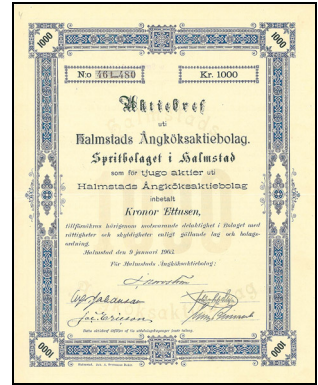 1000 1000
N:o 461-480 Kr. 1000
Aktiebref
uti
Halmstads Ångköksaktiebolag.
Spritbolaget i Halmstad
som för tjugo aktier uti
Halmstads Ångköksaktiebolag
inbetalt
Kronor Ettusen,
tillförsäkras härigenom motsvarande delaktighet i Bolaget med
rättigheter och skyldigheter enligt gällande lag och bolags-
ordning.
Halmstad den 9 januari 1903.
För Halmstads Ångköksaktiebolag:
1000 1000